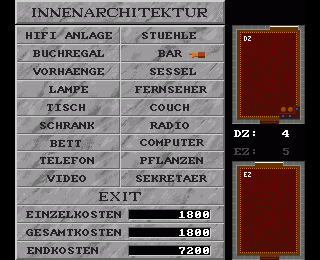 INNENARCHITEKTUR
HIFI ANLAGE STUEHLE
BUCHREGAL BAR
VORHAENGE SESSEL
LAMPE FERNSEHER
TISCH COUCH
SCHRANK RADIO
BETT COMPUTER
TELEFON PFLANZEN
VIDEO SEKRETAER
EXIT
EINZELKOSTEN 1800
GESAMTKOSTEN 1800
ENDKOSTEN 7200
DZ
DZ: 4
EZ: 5
EZ